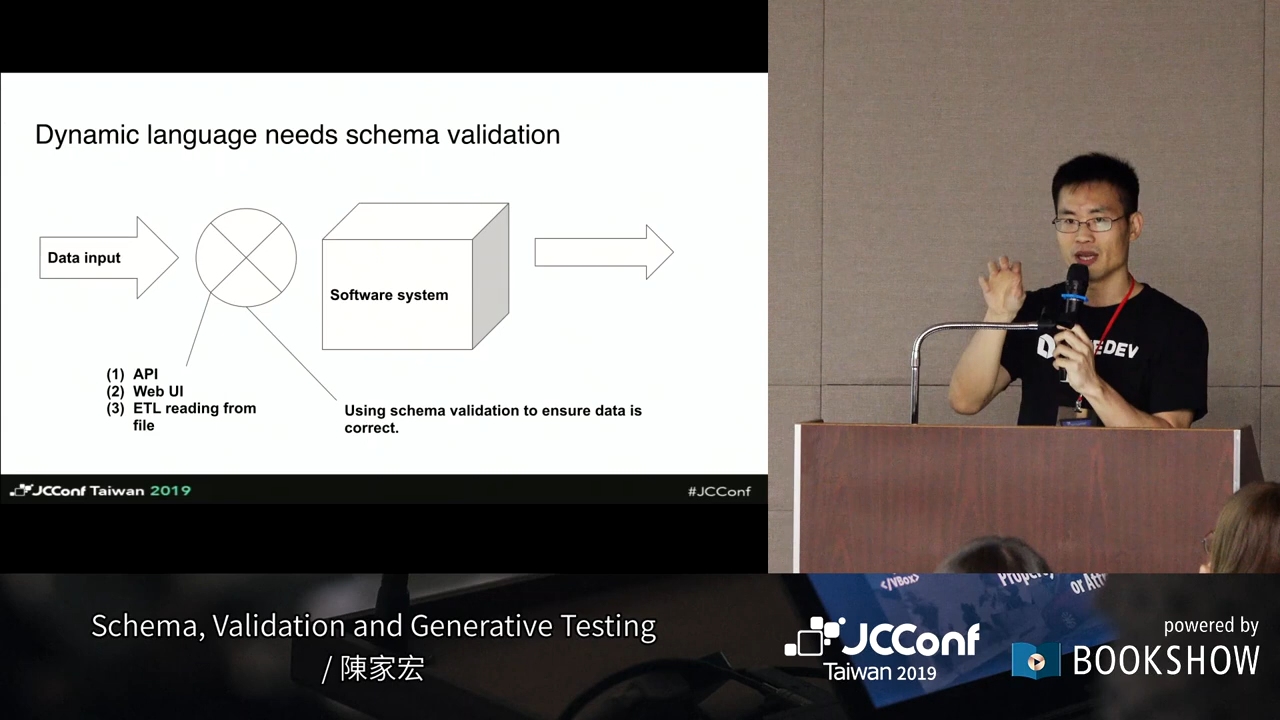 Dynamic language needs schema validation
Data input
Software system
(1) API
(2) Web UI
(3) ETL reading from
file
Using schema validation to ensure data is
correct.
JCConf Taiwan 2019
#JCConf
EDEV
</VBox>
Schema, Validation and Generative Testing
/ 陳家宏
JCConf
Taiwan 2019
powered by
BOOKSHOW